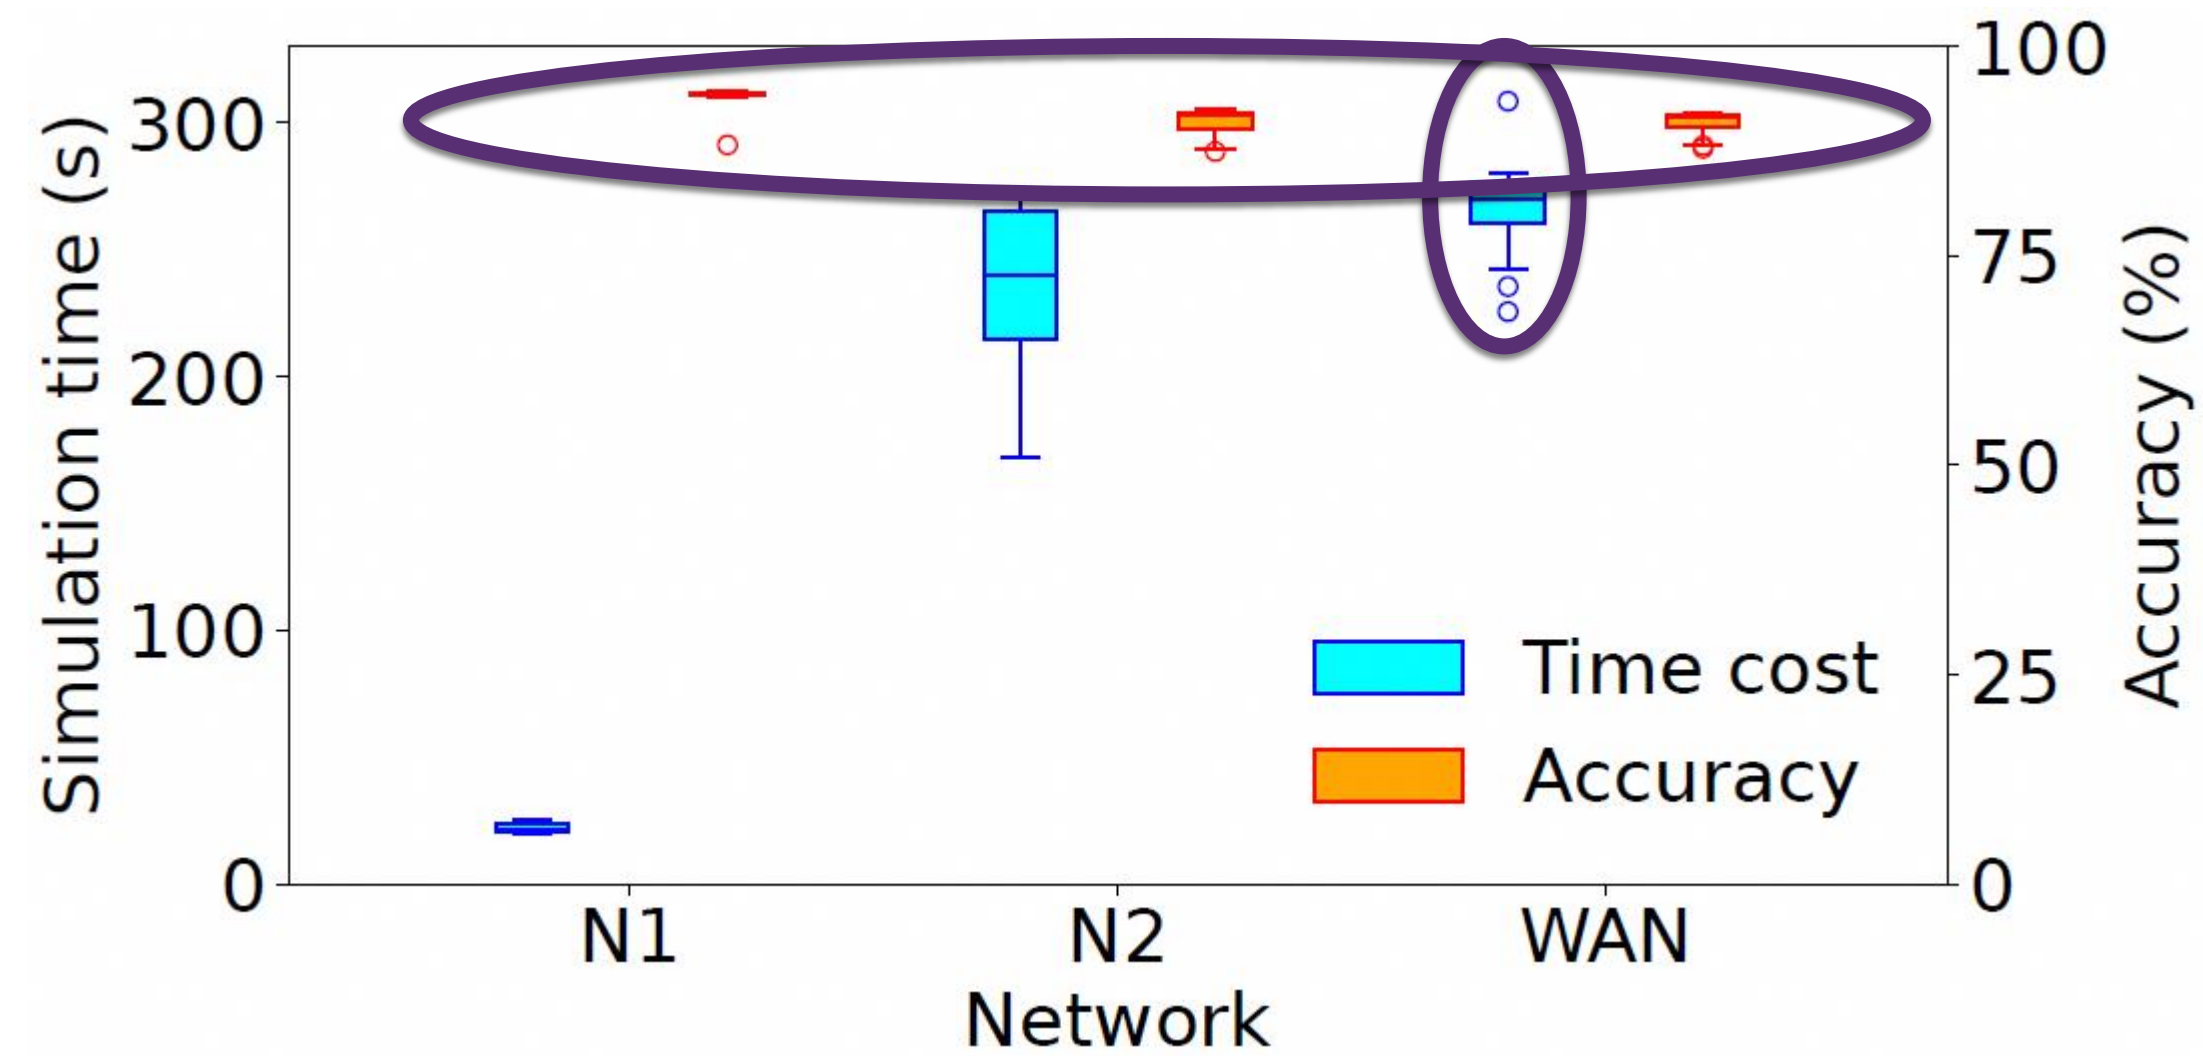 Simulation time (s)
300
200
100
0
100
75
50
25
0
Accuracy (%)
Time cost
Accuracy
N1
N2
WAN
Network